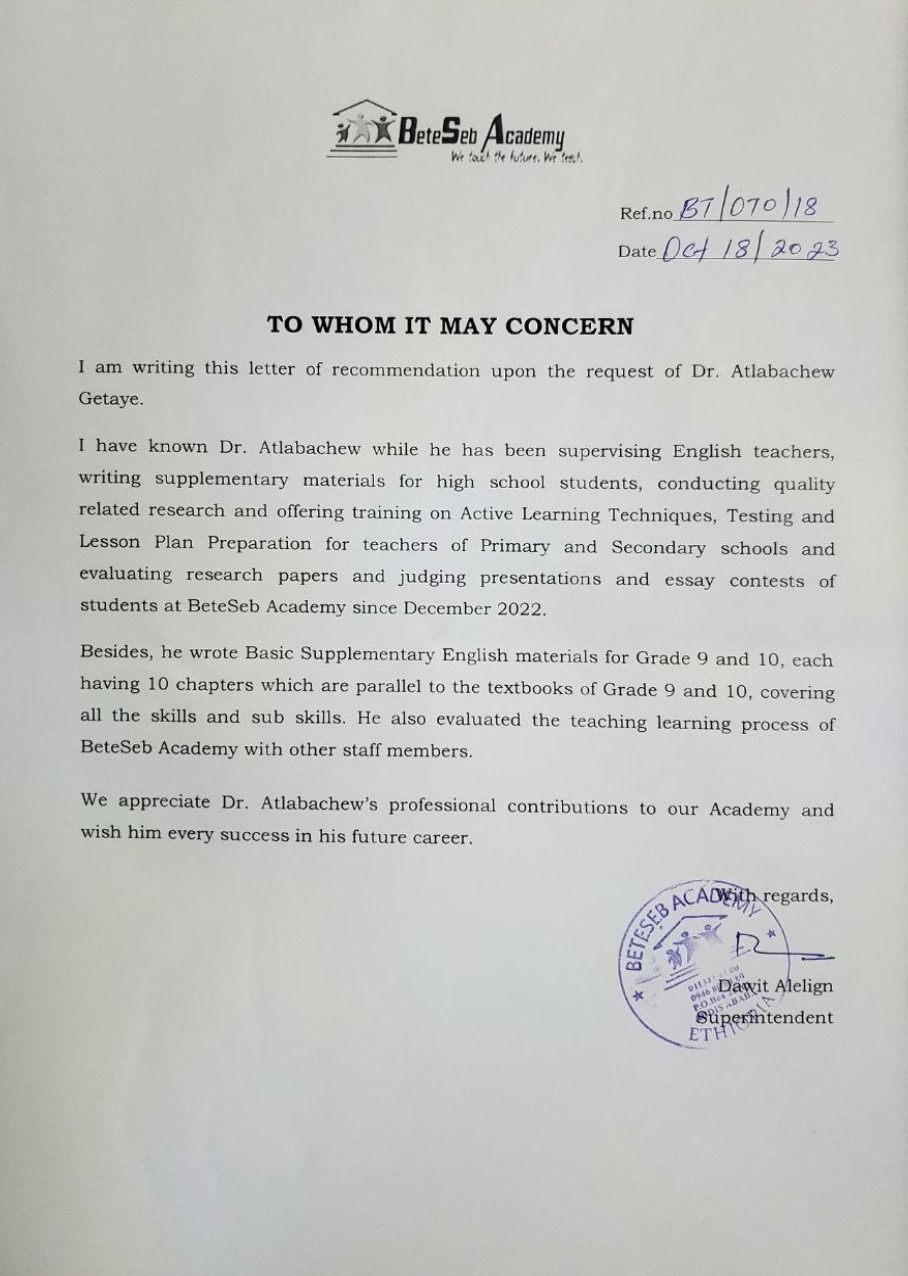 BeteSeb Academy
We touch the future. We teach.
Ref.no BT/070/18
Date Oct 18/2023
TO WHOM IT MAY CONCERN
I am writing this letter of recommendation upon the request of Dr. Atlabachew
Getaye.
I have known Dr. Atlabachew while he has been supervising English teachers,
writing supplementary materials for high school students, conducting quality
related research and offering training on Active Learning Techniques, Testing and
Lesson Plan Preparation for teachers of Primary and Secondary schools and
evaluating research papers and judging presentations and essay contests of
students at BeteSeb Academy since December 2022.
Besides, he wrote Basic Supplementary English materials for Grade 9 and 10, each
having 10 chapters which are parallel to the textbooks of Grade 9 and 10, covering
all the skills and sub skills. He also evaluated the teaching learning process of
BeteSeb Academy with other staff members.
We appreciate Dr. Atlabachew's professional contributions to our Academy and
wish him every success in his future career.
With regards,
Dawit Alelign
Superintendent
BETESEB ACADEMY
P.O.Box
ADDIS ABABA
ETHIOPIA